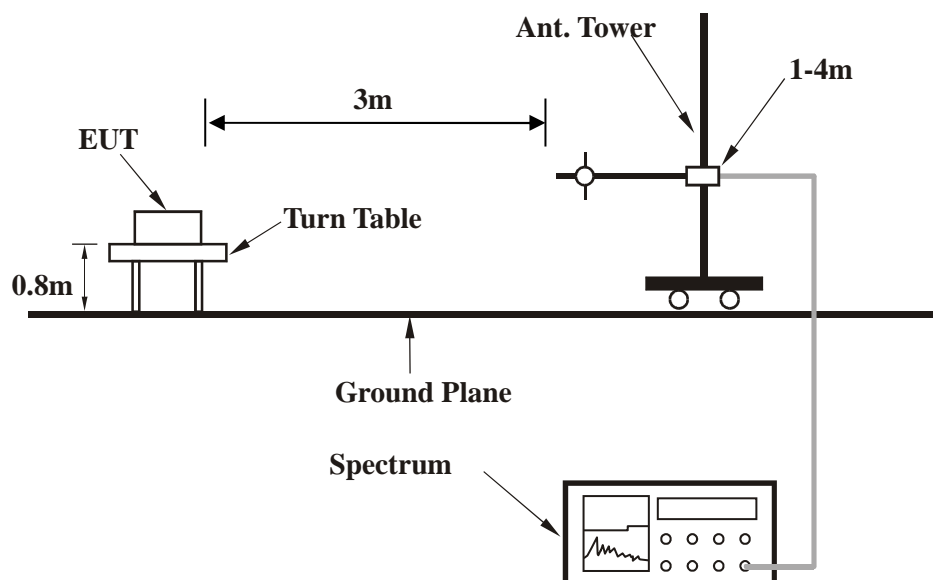 Ant. Tower
1-4m
3m
EUT
Turn Table
0.8m
Ground Plane
Spectrum